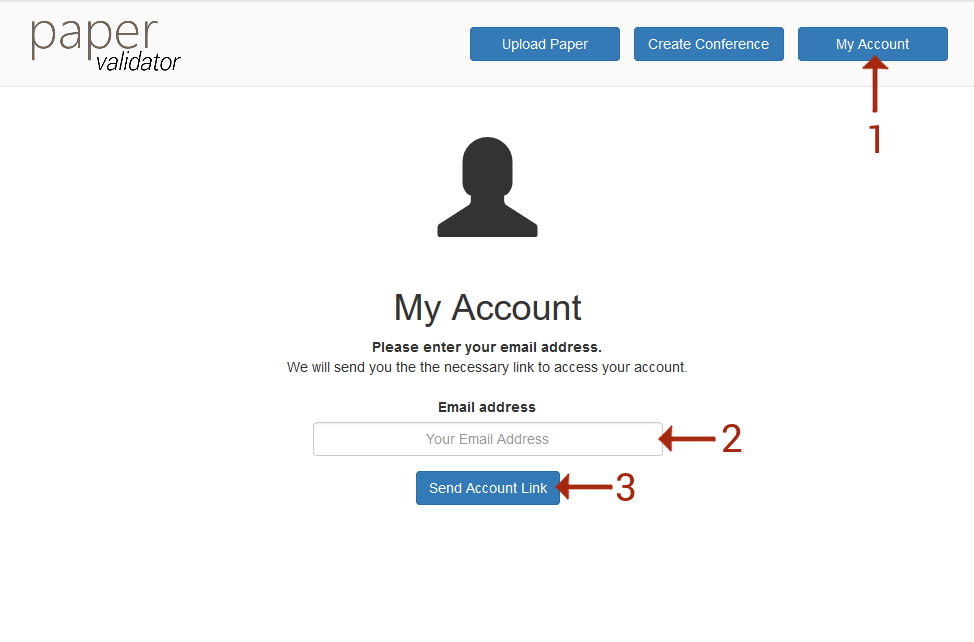 paper
validator
Upload Paper
Create Conference
My Account
1
My Account
Please enter your email address.
We will send you the the necessary link to access your account.
Email address
Your Email Address
2
Send Account Link
3